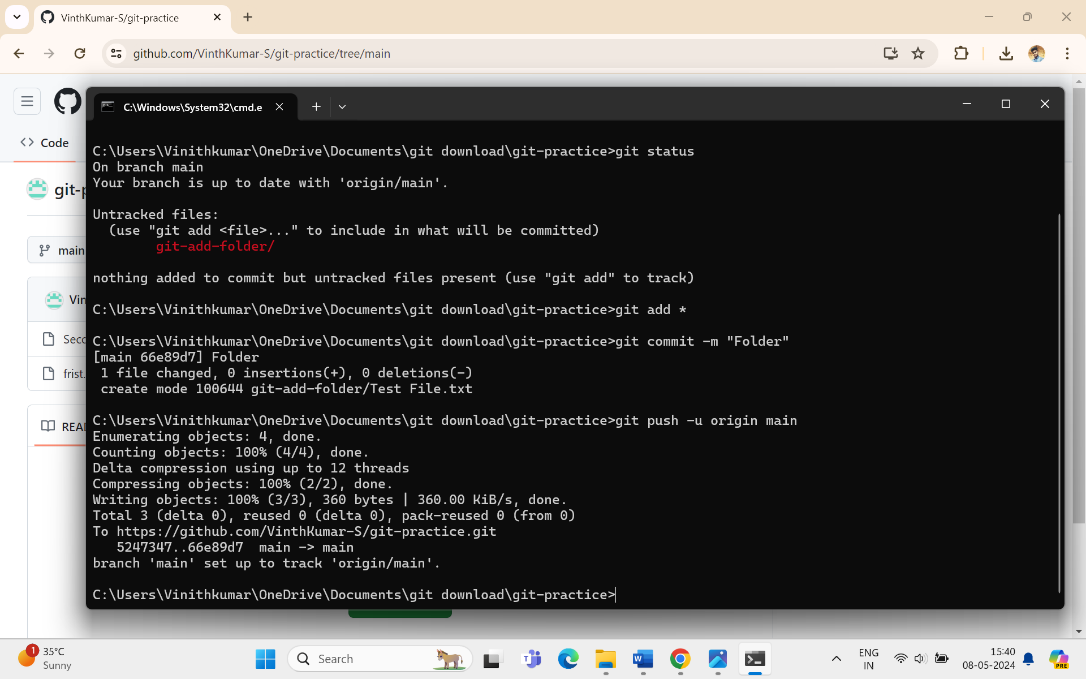 VinthKumar-S/git-practice
github.com/VinthKumar-S/git-practice/tree/main
Code
git-p
main
Vin
Seco
frist.
REA
C:\Windows\System32\cmd.e
C:\Users\Vinithkumar\OneDrive\Documents\git download\git-practice>git status
On branch main
Your branch is up to date with 'origin/main'.
Untracked files:
(use "git add <file>..." to include in what will be committed)
git-add-folder/
nothing added to commit but untracked files present (use "git add" to track)
C:\Users\Vinithkumar\OneDrive\Documents\git download\git-practice>git add *
C:\Users\Vinithkumar\OneDrive\Documents\git download\git-practice>git commit -m "Folder"
[main 66e89d7] Folder
1 file changed, 0 insertions(+), 0 deletions(-)
create mode 100644 git-add-folder/Test File.txt
C:\Users\Vinithkumar\OneDrive\Documents\git download\git-practice>git push -u origin main
Enumerating objects: 4, done.
Counting objects: 100% (4/4), done.
Delta compression using up to 12 threads
Compressing objects: 100% (2/2), done.
Writing objects: 100% (3/3), 360 bytes | 360.00 KiB/s, done.
Total 3 (delta 0), reused 0 (delta 0), pack-reused 0 (from 0)
To https://github.com/VinthKumar-S/git-practice.git
5247347..66e89d7  main -> main
branch 'main' set up to track 'origin/main'.
C:\Users\Vinithkumar\OneDrive\Documents\git download\git-practice>
1
35°C
Sunny
Search
ENG
IN
15:40
08-05-2024
PRE